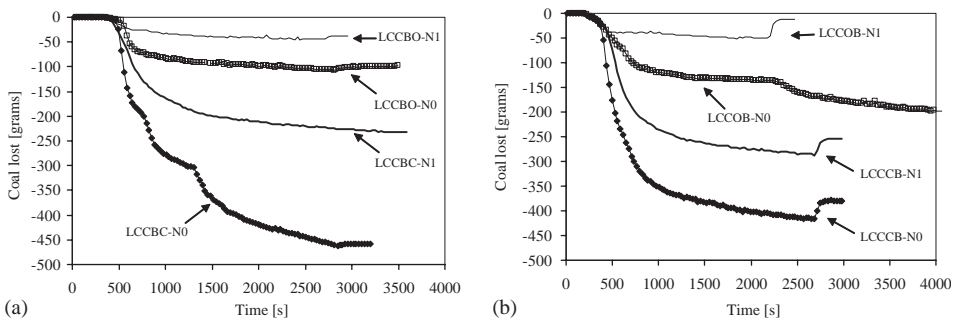 0
-50
-100
-150
-200
-250
-300
-350
-400
-450
-500
Coal lost [grams]
0 500 1000 1500 2000 2500 3000 3500 4000
Time [s]
LCCBO-N1
LCCBO-N0
LCCBC-N1
LCCBC-N0
(a)
0
-50
-100
-150
-200
-250
-300
-350
-400
-450
-500
Coal lost [grams]
0 500 1000 1500 2000 2500 3000 3500 4000
Time [s]
LCCOB-N1
LCCOB-N0
LCCCB-N1
LCCCB-N0
(b)